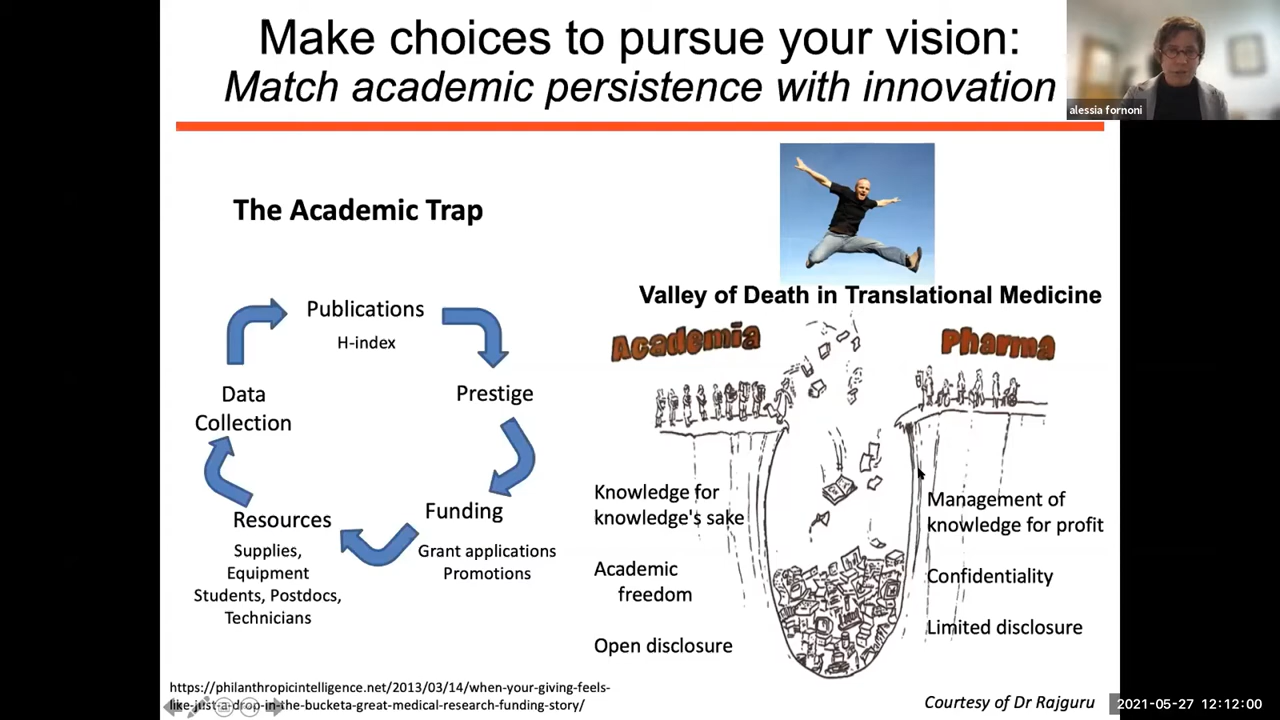 Make choices to pursue your vision:
Match academic persistence with innovation
alessia fornoni
The Academic Trap
Publications
H-index
Prestige
Funding
Grant applications
Promotions
Resources
Supplies,
Equipment
Students, Postdocs,
Technicians
Data
Collection
Valley of Death in Translational Medicine
Academia
Pharma
Knowledge for
knowledge's sake
Academic
freedom
Open disclosure
Management of
knowledge for profit
Confidentiality
Limited disclosure
https://philanthropicintelligence.net/2013/03/14/when-your-giving-feels-
like-just-a-drop-in-the-bucketa-great-medical-research-funding-story/
Courtesy of Dr Rajguru
2021-05-27 12:12:00